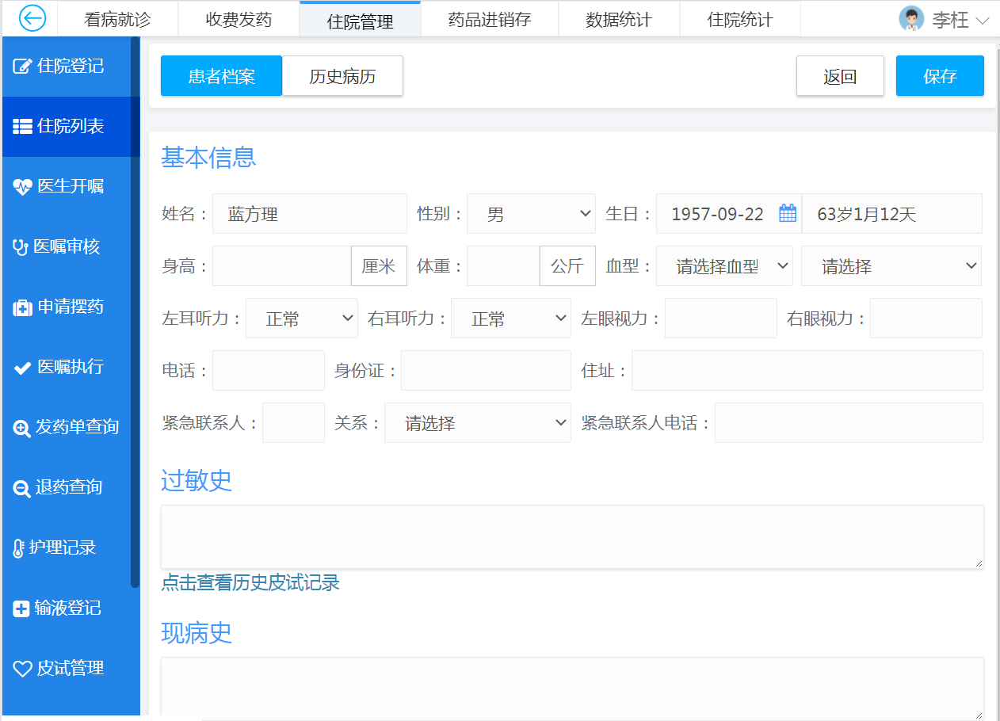 看病就诊 收费发药 住院管理 药品进销存 数据统计 住院统计 李枉
住院登记
住院列表
医生开嘱
医嘱审核
申请摆药
医嘱执行
发药单查询
退药查询
护理记录
输液登记
皮试管理
患者档案 历史病历 返回 保存
基本信息
姓名： 蓝方理 性别： 男 生日： 1957-09-22 63岁1月12天
身高： 厘米 体重： 公斤 血型： 请选择血型 请选择
左耳听力： 正常 右耳听力： 正常 左眼视力： 右眼视力：
电话： 身份证： 住址：
紧急联系人： 关系： 请选择 紧急联系人电话：
过敏史
点击查看历史皮试记录
现病史